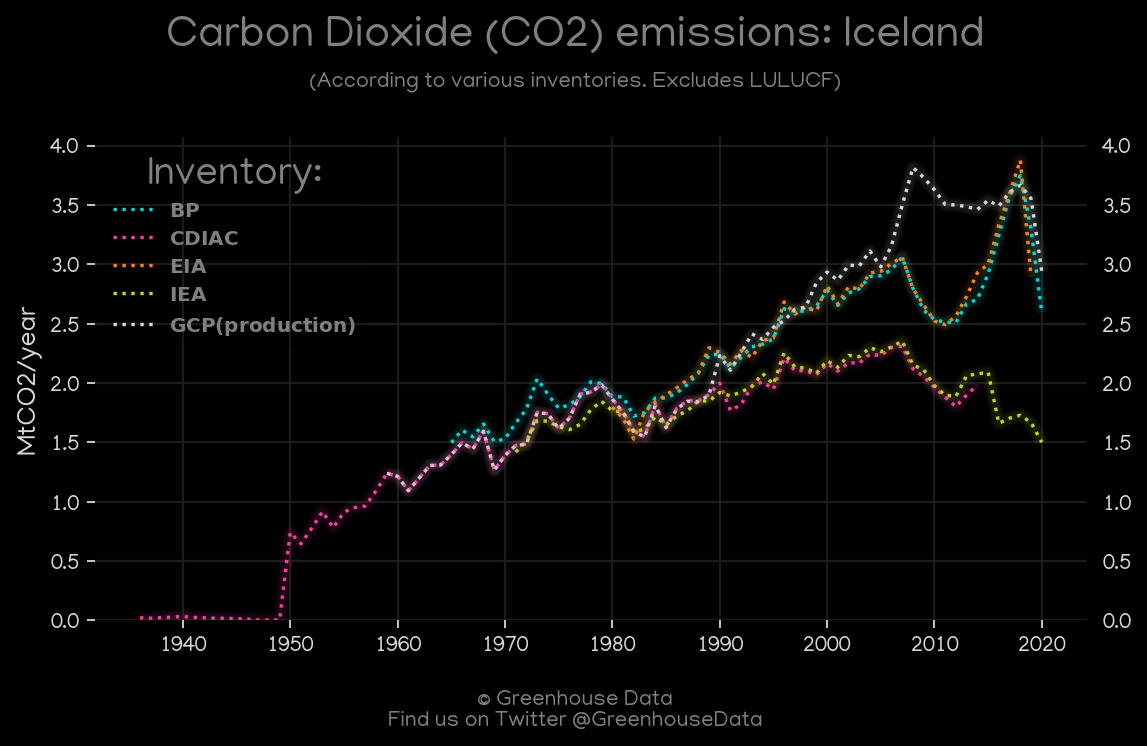 Carbon Dioxide (CO2) emissions: Iceland
(According to various inventories. Excludes LULUCF)
4.0
3.5
3.0
2.5
2.0
1.5
1.0
0.5
0.0
MtCO2/year
Inventory:
BP
CDIAC
EIA
IEA
GCP(production)
4.0
3.5
3.0
2.5
2.0
1.5
1.0
0.5
0.0
1940 1950 1960 1970 1980 1990 2000 2010 2020
© Greenhouse Data
Find us on Twitter @GreenhouseData